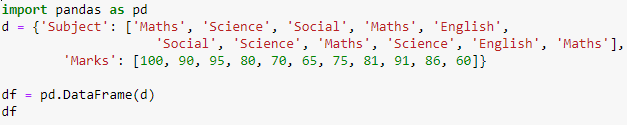 import pandas as pd
d = {'Subject': ['Maths', 'Science', 'Social', 'Maths', 'English',
                 'Social', 'Science', 'Maths', 'Science', 'English', 'Maths'],
     'Marks': [100, 90, 95, 80, 70, 65, 75, 81, 91, 86, 60]}

df = pd.DataFrame(d)
df